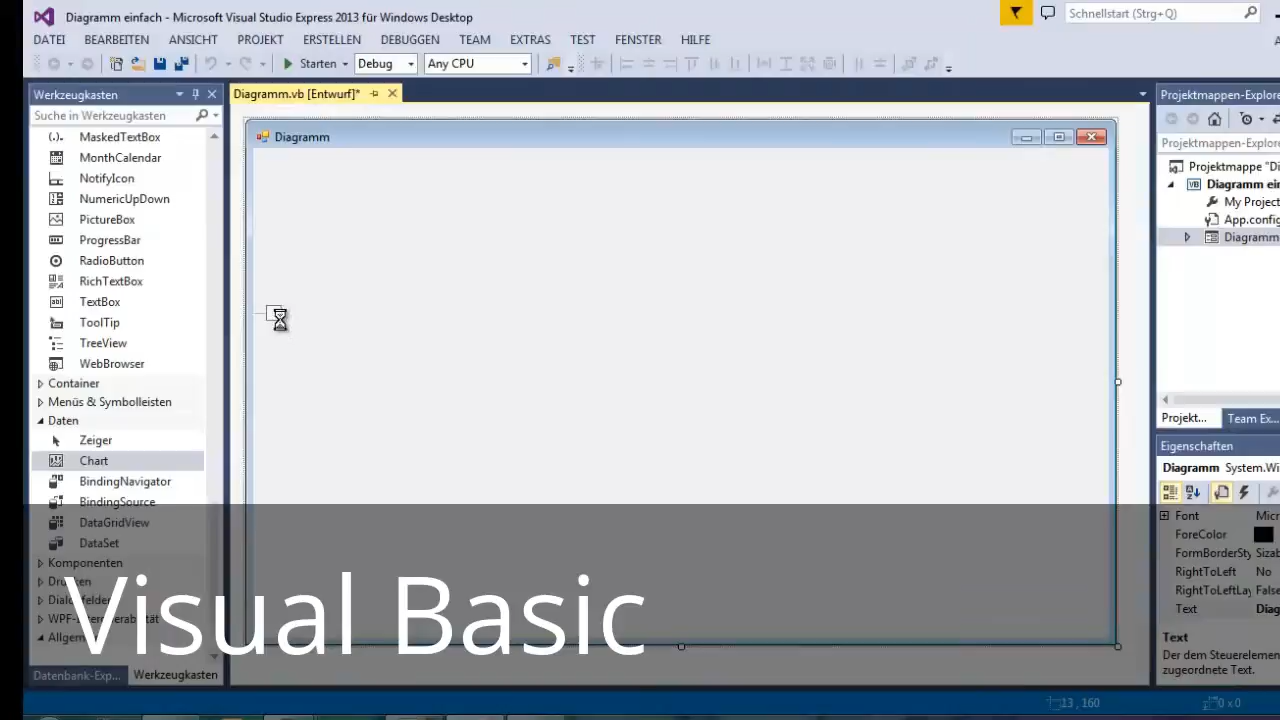 Diagramm einfach - Microsoft Visual Studio Express 2013 für Windows Desktop
Schnellstart (Strg+Q)
DATEI BEARBEITEN ANSICHT PROJEKT ERSTELLEN DEBUGGEN TEAM EXTRAS TEST FENSTER HILFE
Starten Debug Any CPU
Werkzeugkasten
Suche in Werkzeugkasten
MaskedTextBox
MonthCalendar
NotifyIcon
NumericUpDown
PictureBox
ProgressBar
RadioButton
RichTextBox
TextBox
ToolTip
TreeView
WebBrowser
Container
Menüs & Symbolleisten
Daten
Zeiger
Chart
BindingNavigator
BindingSource
DataGridView
DataSet
Komponenten
Datenbank-Exp... Werkzeugkasten
Diagramm.vb [Entwurf]*
Diagramm
Visual Basic
Projektmappen-Explore
Projektmappen-Explore
Projektmappe "Di
Diagramm ein
My Project
App.config
Diagramm
Projekt... Team Ex...
Eigenschaften
Diagramm System.Wi
Font Micr
ForeColor
FormBorderSty Sizab
RightToLeft No
RightToLeftLay False
Text Diag
Text
Der dem Steuerelemen
zugeordnete Text.
13 , 160
0 x 0